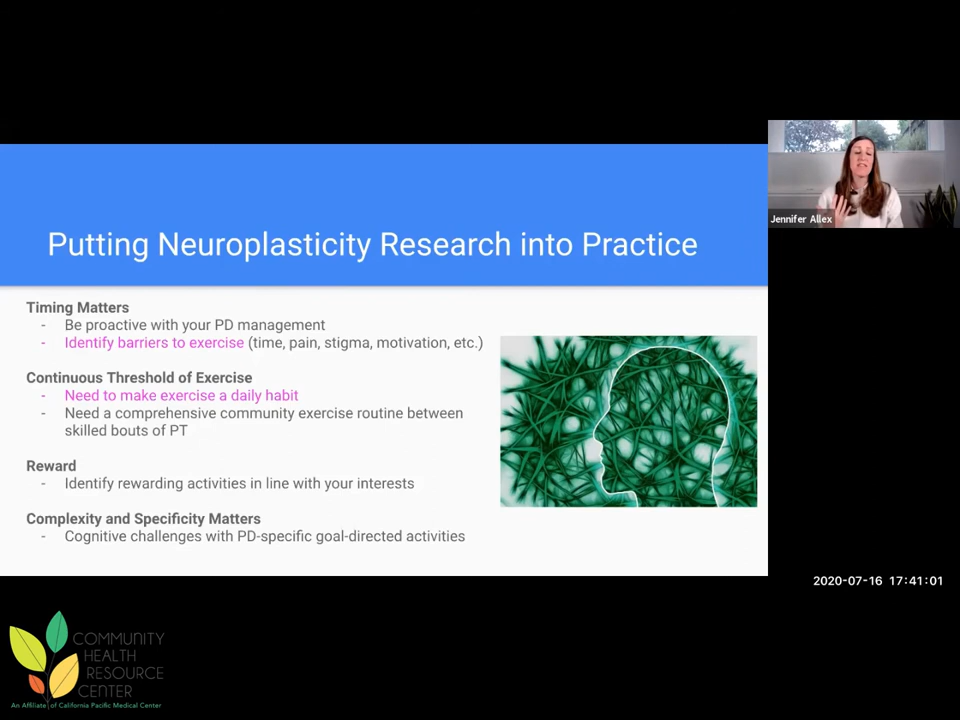 Putting Neuroplasticity Research into Practice
Timing Matters
- Be proactive with your PD management
- Identify barriers to exercise (time, pain, stigma, motivation, etc.)
Continuous Threshold of Exercise
- Need to make exercise a daily habit
- Need a comprehensive community exercise routine between
skilled bouts of PT
Reward
- Identify rewarding activities in line with your interests
Complexity and Specificity Matters
- Cognitive challenges with PD-specific goal-directed activities
Jennifer Allex
2020-07-16 17:41:01
COMMUNITY
HEALTH
RESOURCE
CENTER
An Affiliate of California Pacific Medical Center